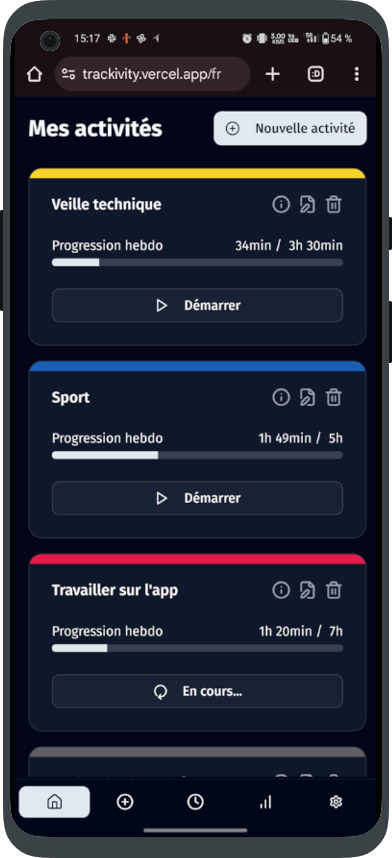 15:17
54 %
trackivity.vercel.app/fr
:D
Mes activités
Nouvelle activité
Veille technique
Progression hebdo 34min / 3h 30min
Démarrer
Sport
Progression hebdo 1h 49min / 5h
Démarrer
Travailler sur l'app
Progression hebdo 1h 20min / 7h
En cours...